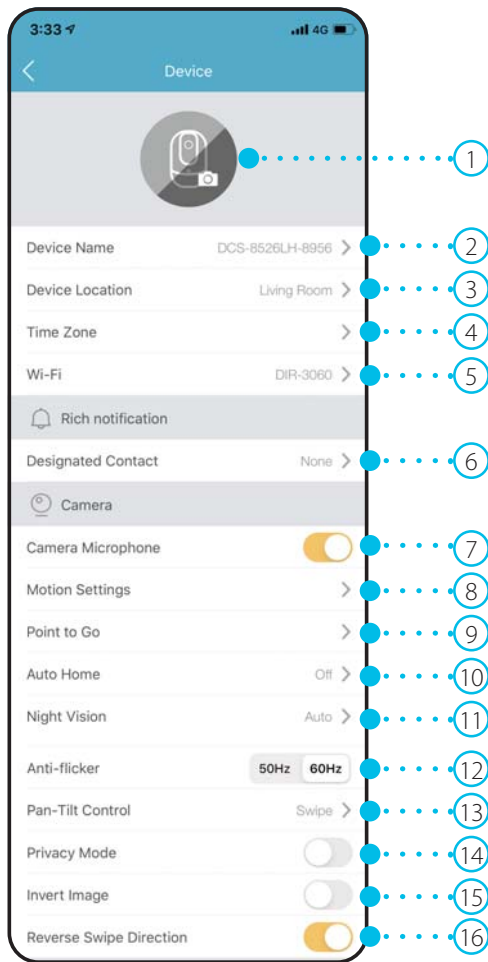 3:33 4G
Device
1
Device Name DCS-8526LH-8956 2
Device Location Living Room 3
Time Zone 4
Wi-Fi DIR-3060 5
Rich notification
Designated Contact None 6
Camera
Camera Microphone 7
Motion Settings 8
Point to Go 9
Auto Home Off 10
Night Vision Auto 11
Anti-flicker 50Hz 60Hz 12
Pan-Tilt Control Swipe 13
Privacy Mode 14
Invert Image 15
Reverse Swipe Direction 16